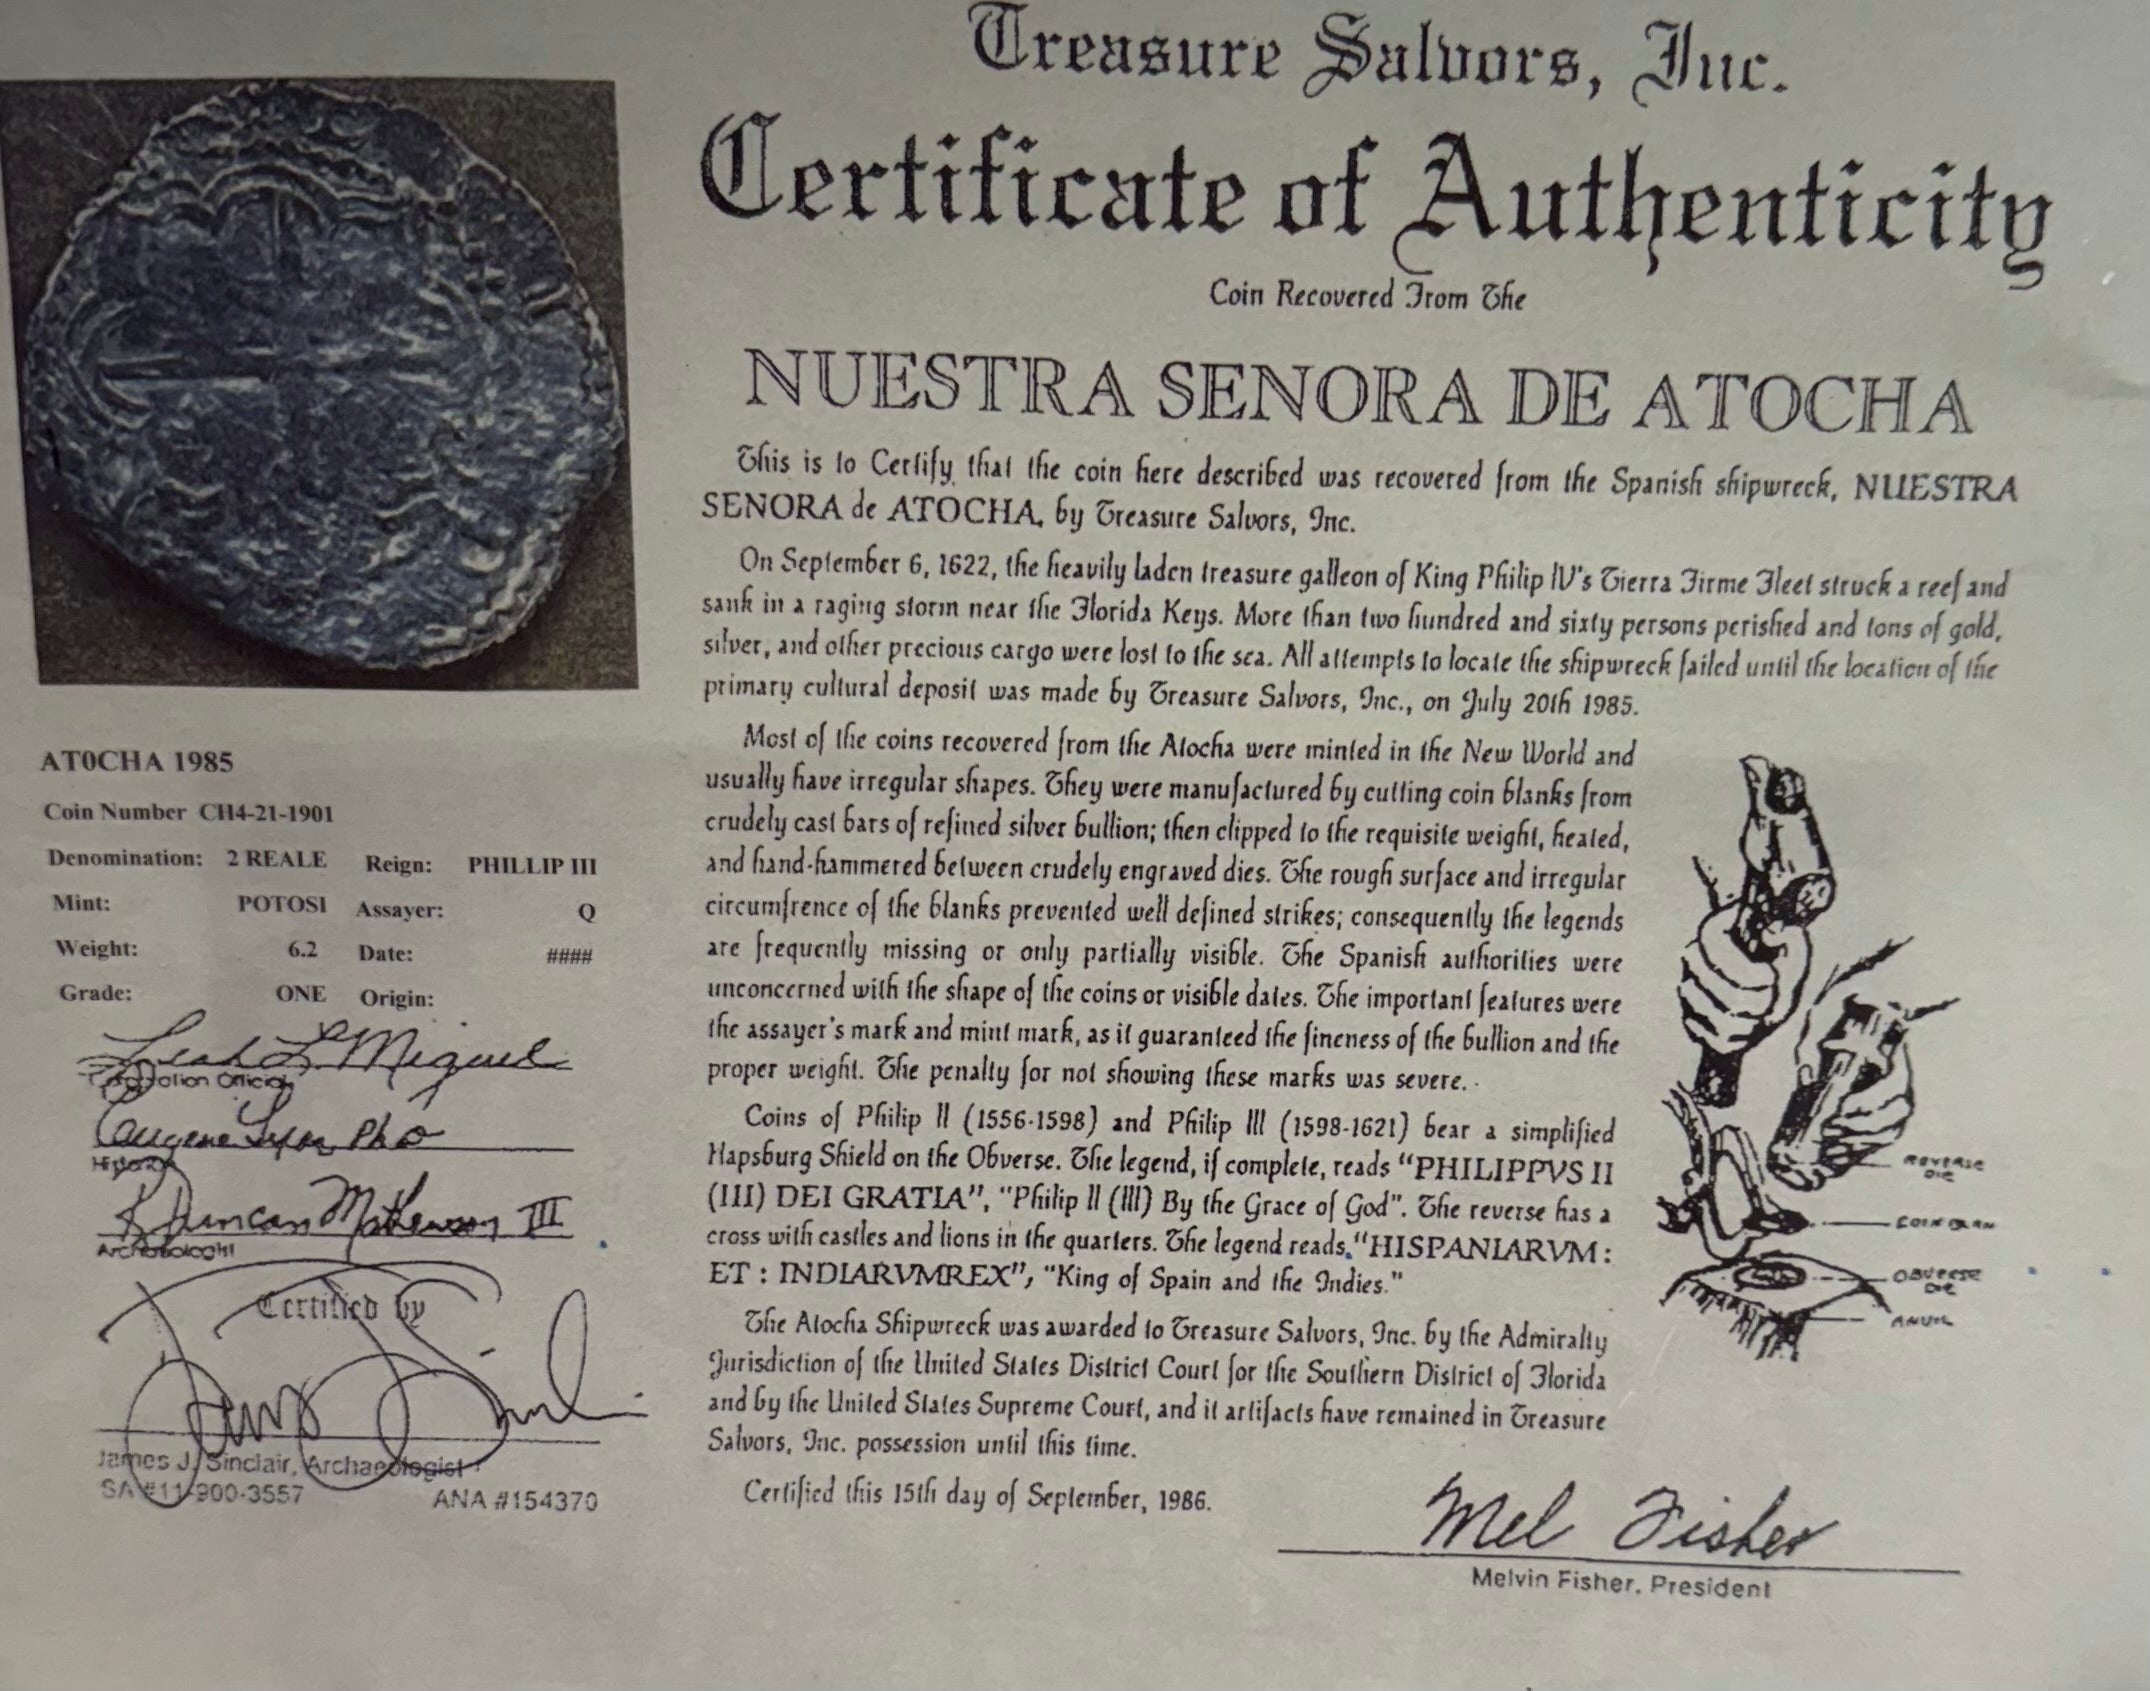 Treasure Salvors, Inc.
Certificate of Authenticity
Coin Recovered From The
NUESTRA SENORA DE ATOCHA
This is to Certify that the coin here described was recovered from the Spanish shipwreck, NUESTRA
SENORA de ATOCHA, by Treasure Salvors, Inc.
On September 6, 1622, the heavily laden treasure galleon of King Philip IV's Tierra Firme Fleet struck a reef and
sank in a raging storm near the Florida Keys. More than two hundred and sixty persons perished and tons of gold,
silver, and other precious cargo were lost to the sea. All attempts to locate the shipwreck failed until the location of the
primary cultural deposit was made by Treasure Salvors, Inc., on July 20th 1985.
Most of the coins recovered from the Atocha were minted in the New World and
usually have irregular shapes. They were manufactured by cutting coin blanks from
crudely cast bars of refined silver bullion; then clipped to the requisite weight, heated,
and hand-hammered between crudely engraved dies. The rough surface and irregular
circumfrence of the blanks prevented well defined strikes; consequently the legends
are frequently missing or only partially visible. The Spanish authorities were
unconcerned with the shape of the coins or visible dates. The important features were
the assayer's mark and mint mark, as it guaranteed the fineness of the bullion and the
proper weight. The penalty for not showing these marks was severe.
Coins of Philip II (1556-1598) and Philip III (1598-1621) bear a simplified
Hapsburg Shield on the Obverse. The legend, if complete, reads "PHILIPPVS II
(III) DEI GRATIA", "Philip II (III) By the Grace of God". The reverse has a
cross with castles and lions in the quarters. The legend reads, "HISPANIARVM :
ET : INDIARVMREX", "King of Spain and the Indies."
The Atocha Shipwreck was awarded to Treasure Salvors, Inc. by the Admiralty
Jurisdiction of the United States District Court for the Southern District of Florida
and by the United States Supreme Court, and it artifacts have remained in Treasure
Salvors, Inc. possession until this time.
Certified this 15th day of September, 1986.
Mel Fisher
Melvin Fisher, President
REVERSE
DIE
COIN BLANK
OBVERSE
DIE
ANVIL
ATOCHA 1985
Coin Number CH4-21-1901
Denomination: 2 REALE Reign: PHILLIP III
Mint: POTOSI Assayer: Q
Weight: 6.2 Date: ####
Grade: ONE Origin:
Leah L Miguel
Official
Eugene Lyon PhD
Historian
R Duncan Mathewson III
Archaeologist
Certified by
James J. Sinclair, Archaeologist
SA #11-900-3557 ANA #154370